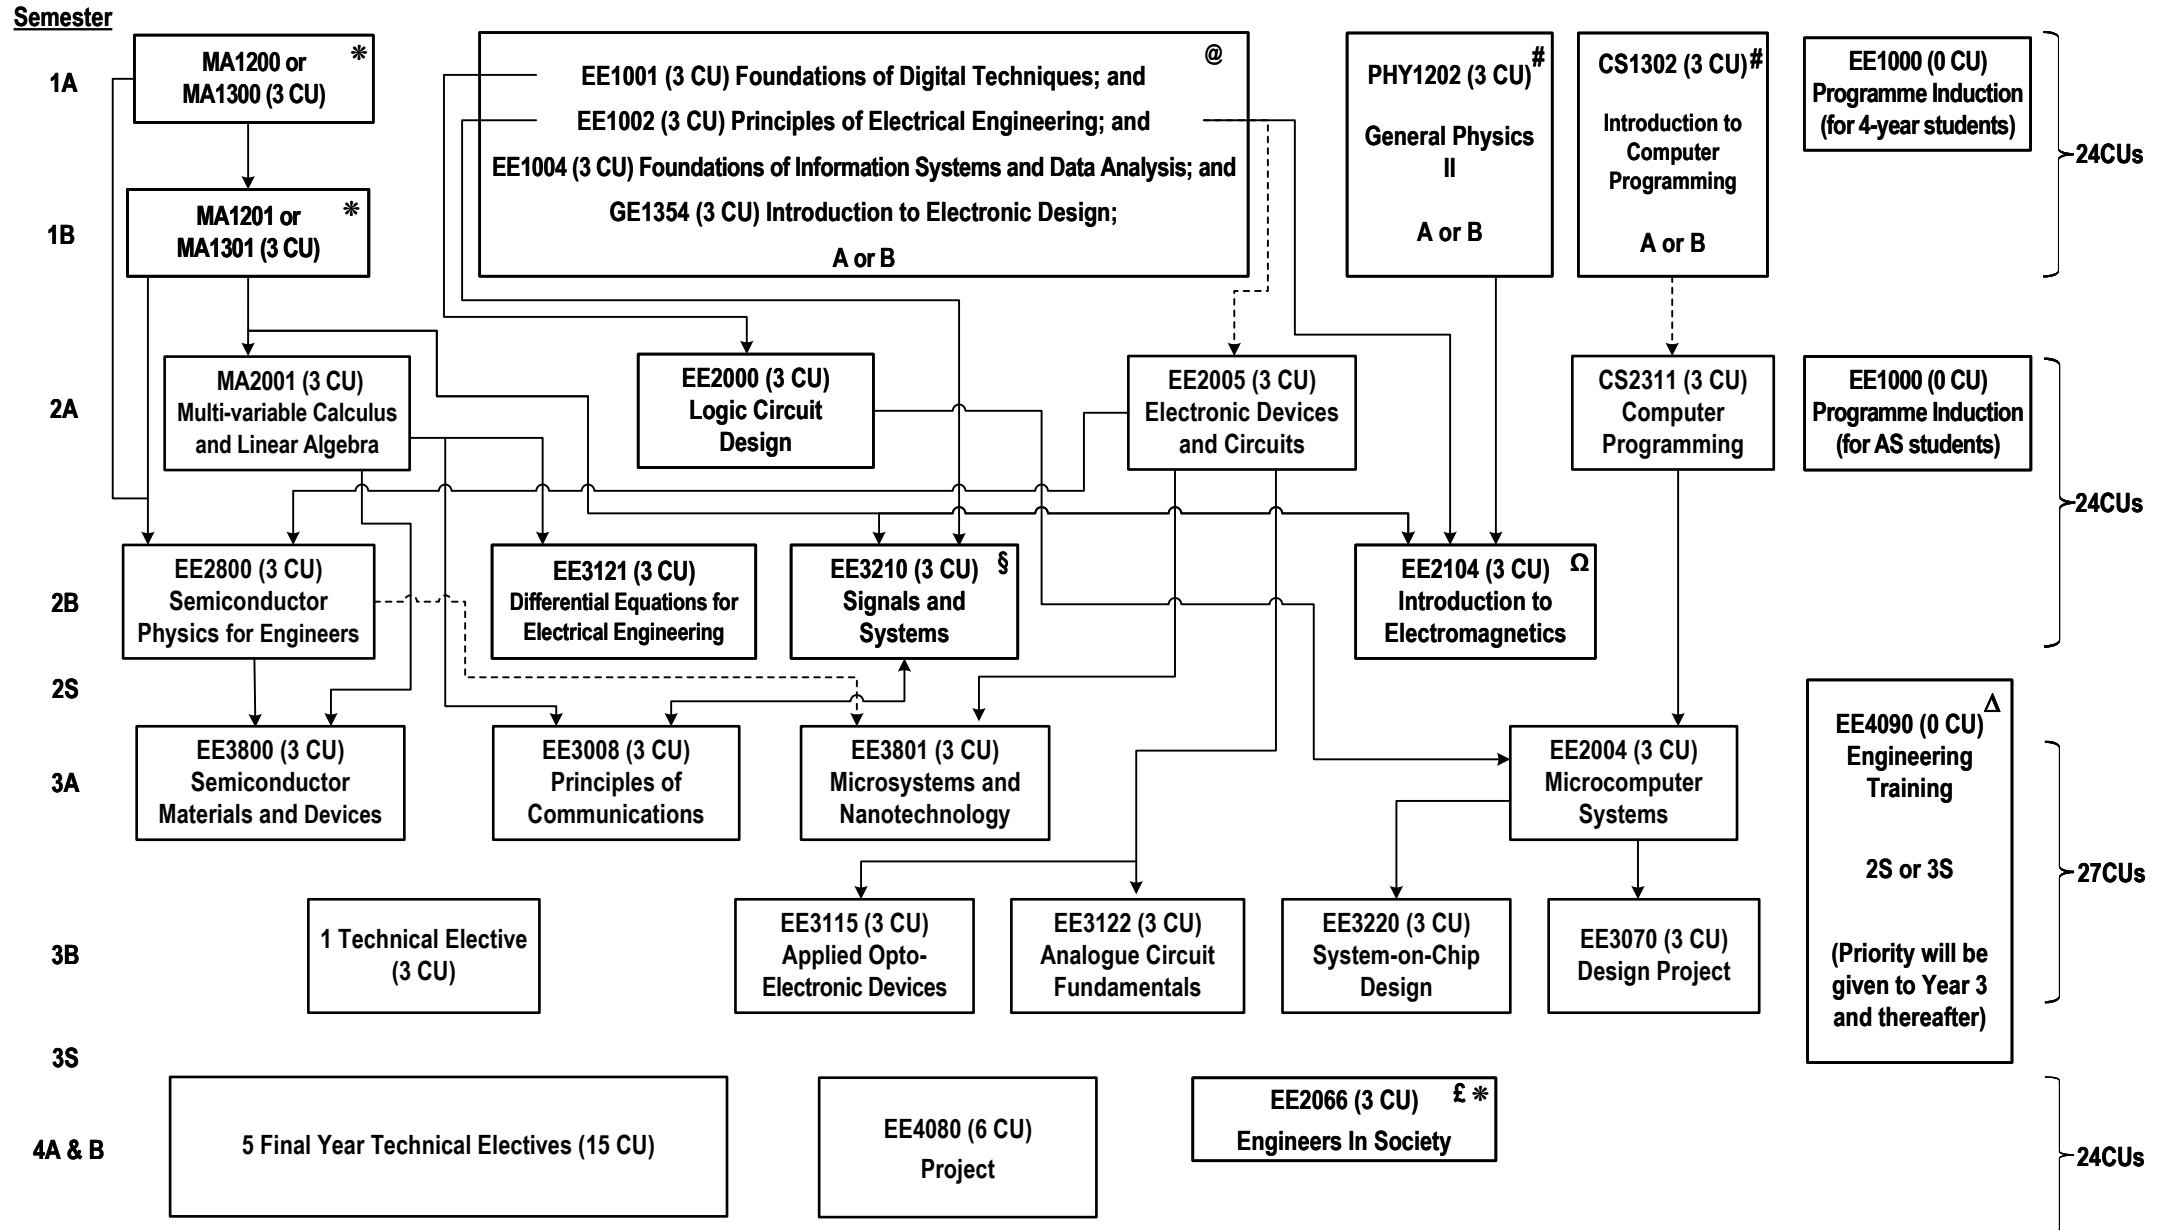 Semester
1A
MA1200 or
MA1300 (3 CU)
❊
@
EE1001 (3 CU) Foundations of Digital Techniques; and
EE1002 (3 CU) Principles of Electrical Engineering; and
EE1004 (3 CU) Foundations of Information Systems and Data Analysis; and
GE1354 (3 CU) Introduction to Electronic Design;
A or B
PHY1202 (3 CU)#
General Physics
II
A or B
CS1302 (3 CU)#
Introduction to
Computer
Programming
A or B
EE1000 (0 CU)
Programme Induction
(for 4-year students)
24CUs
1B
MA1201 or
MA1301 (3 CU)
❊
2A
MA2001 (3 CU)
Multi-variable Calculus
and Linear Algebra
EE2000 (3 CU)
Logic Circuit
Design
EE2005 (3 CU)
Electronic Devices
and Circuits
CS2311 (3 CU)
Computer
Programming
EE1000 (0 CU)
Programme Induction
(for AS students)
24CUs
2B
EE2800 (3 CU)
Semiconductor
Physics for Engineers
EE3121 (3 CU)
Differential Equations for
Electrical Engineering
EE3210 (3 CU) §
Signals and
Systems
EE2104 (3 CU) Ω
Introduction to
Electromagnetics
2S
3A
EE3800 (3 CU)
Semiconductor
Materials and Devices
EE3008 (3 CU)
Principles of
Communications
EE3801 (3 CU)
Microsystems and
Nanotechnology
EE2004 (3 CU)
Microcomputer
Systems
EE4090 (0 CU)Δ
Engineering
Training
2S or 3S
(Priority will be
given to Year 3
and thereafter)
27CUs
3B
1 Technical Elective
(3 CU)
EE3115 (3 CU)
Applied Opto-
Electronic Devices
EE3122 (3 CU)
Analogue Circuit
Fundamentals
EE3220 (3 CU)
System-on-Chip
Design
EE3070 (3 CU)
Design Project
3S
4A & B
5 Final Year Technical Electives (15 CU)
EE4080 (6 CU)
Project
EE2066 (3 CU) £ ❊
Engineers In Society
24CUs